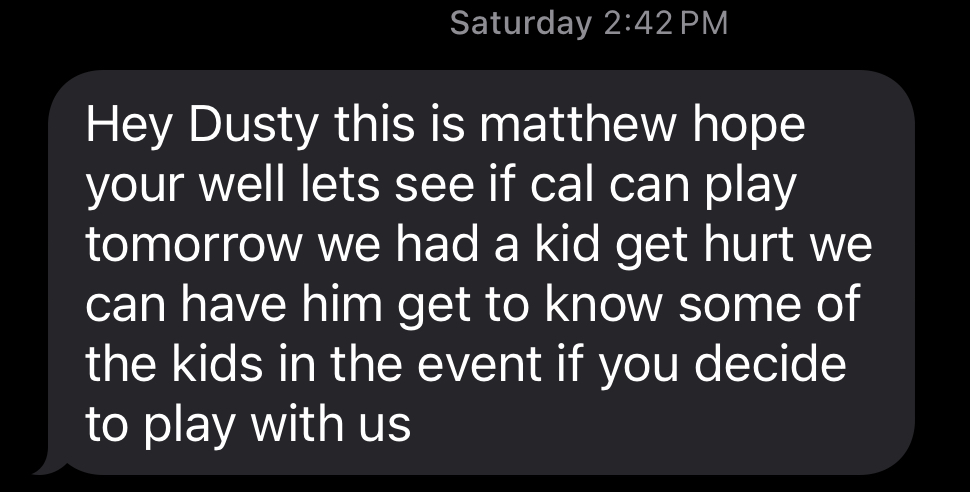 Saturday 2:42 PM
Hey Dusty this is matthew hope
your well lets see if cal can play
tomorrow we had a kid get hurt we
can have him get to know some of
the kids in the event if you decide
to play with us